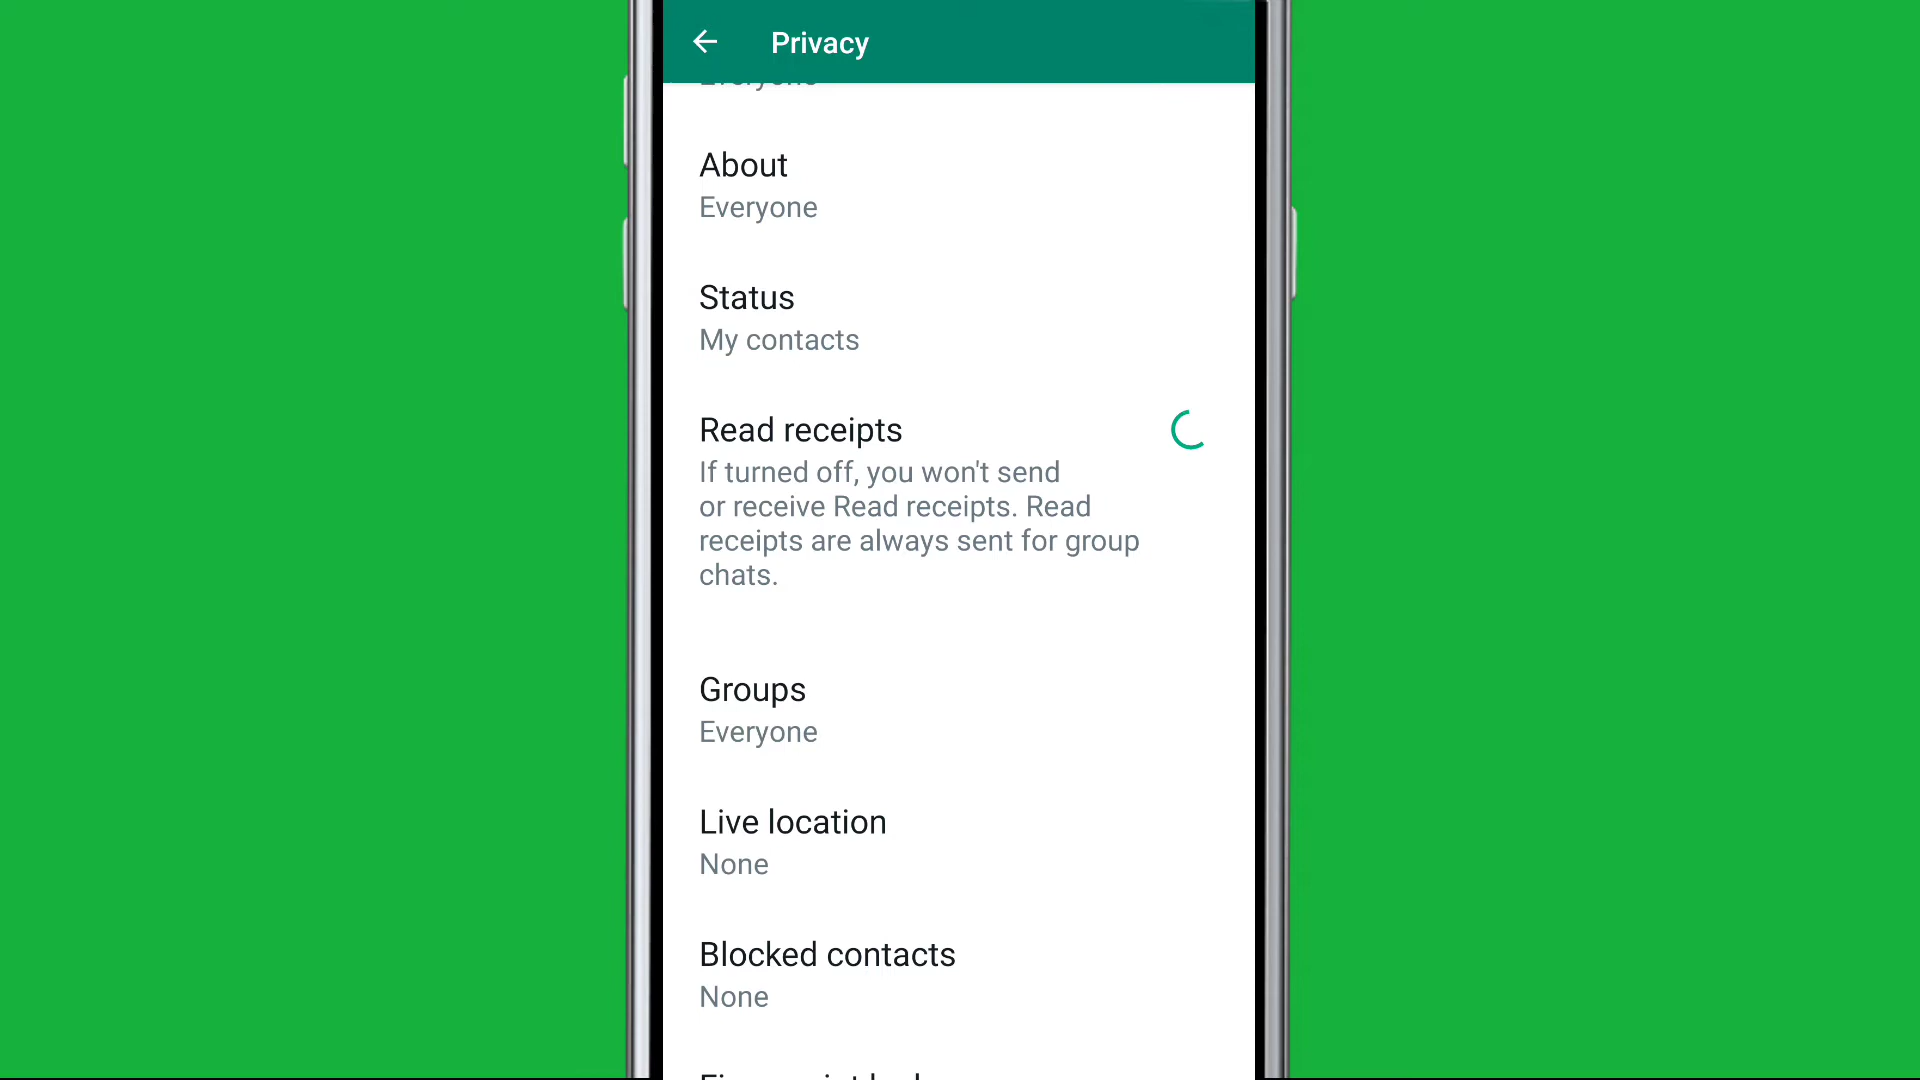 Privacy
Everyone
About
Everyone
Status
My contacts
Read receipts
If turned off, you won't send
or receive Read receipts. Read
receipts are always sent for group
chats.
Groups
Everyone
Live location
None
Blocked contacts
None